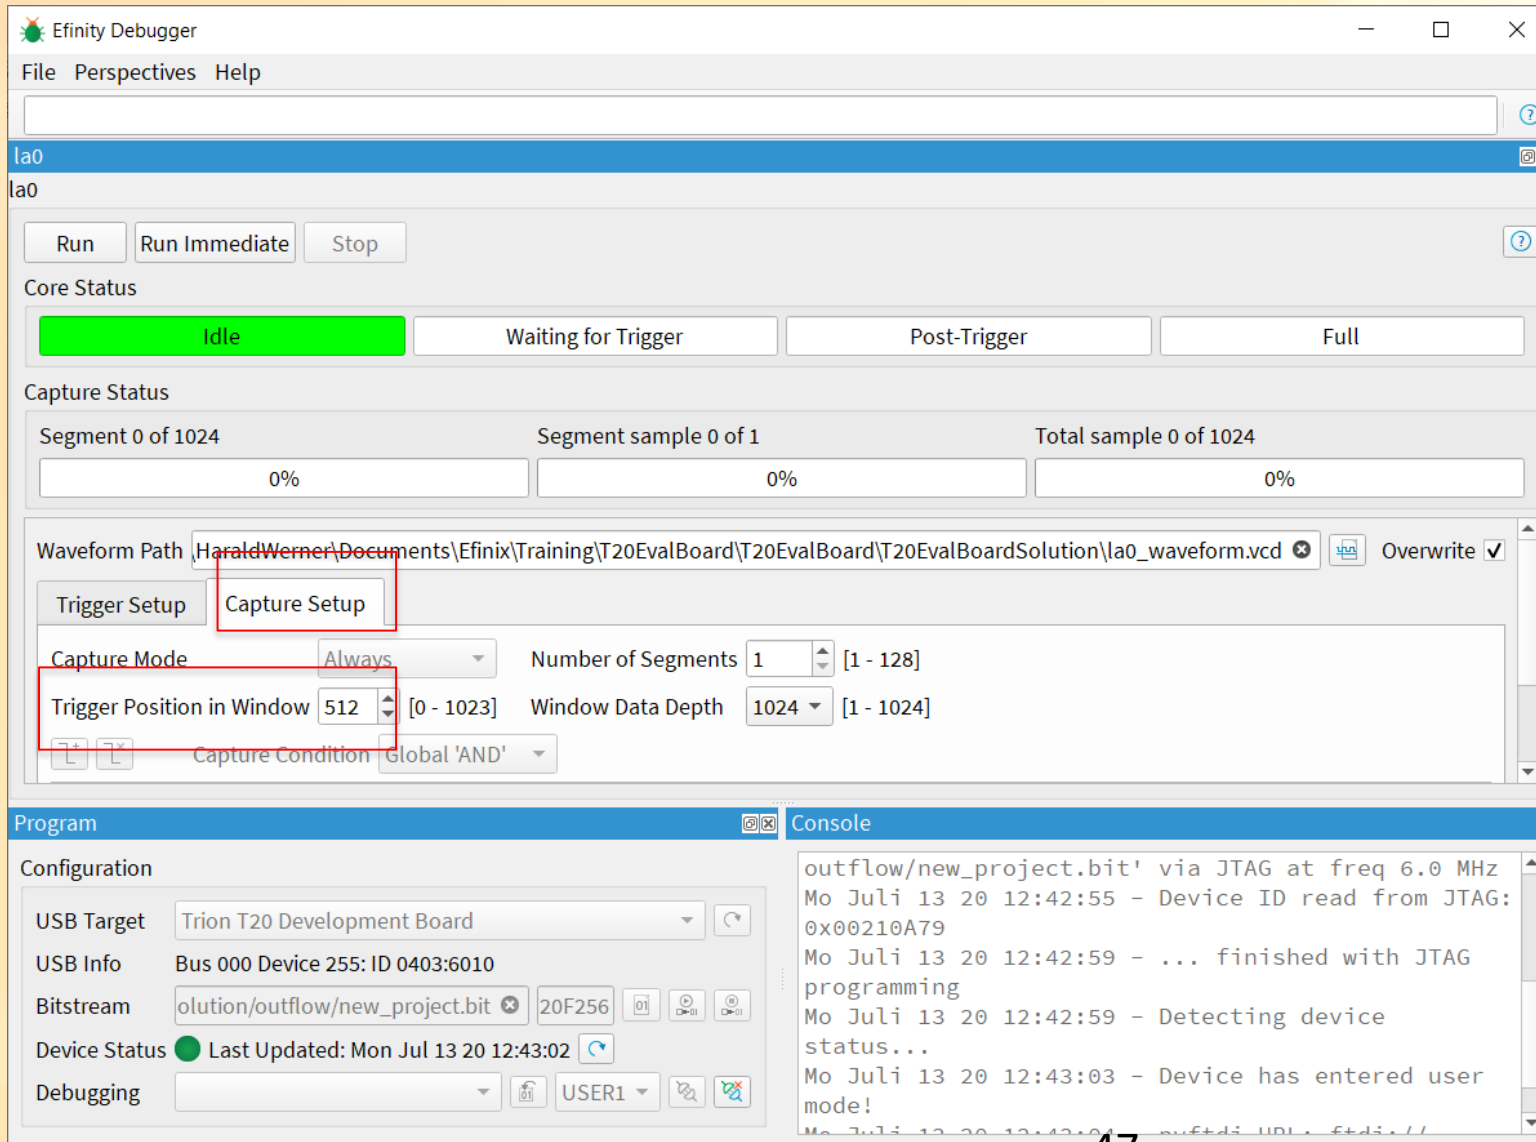 Efinity Debugger
File Perspectives Help
la0
la0
Run Run Immediate Stop
Core Status
Idle Waiting for Trigger Post-Trigger Full
Capture Status
Segment 0 of 1024 Segment sample 0 of 1 Total sample 0 of 1024
0% 0% 0%
Waveform Path \HaraldWerner\Documents\Efinix\Training\T20EvalBoard\T20EvalBoard\T20EvalBoardSolution\la0_waveform.vcd Overwrite
Trigger Setup Capture Setup
Capture Mode Always Number of Segments 1 [1 - 128]
Trigger Position in Window 512 [0 - 1023] Window Data Depth 1024 [1 - 1024]
Capture Condition Global 'AND'
Program
Configuration
USB Target Trion T20 Development Board
USB Info Bus 000 Device 255: ID 0403:6010
Bitstream olution/outflow/new_project.bit 20F256
Device Status Last Updated: Mon Jul 13 20 12:43:02
Debugging USER1
Console
outflow/new_project.bit' via JTAG at freq 6.0 MHz
Mo Juli 13 20 12:42:55 - Device ID read from JTAG:
0x00210A79
Mo Juli 13 20 12:42:59 - ... finished with JTAG
programming
Mo Juli 13 20 12:42:59 - Detecting device
status...
Mo Juli 13 20 12:43:03 - Device has entered user
mode!